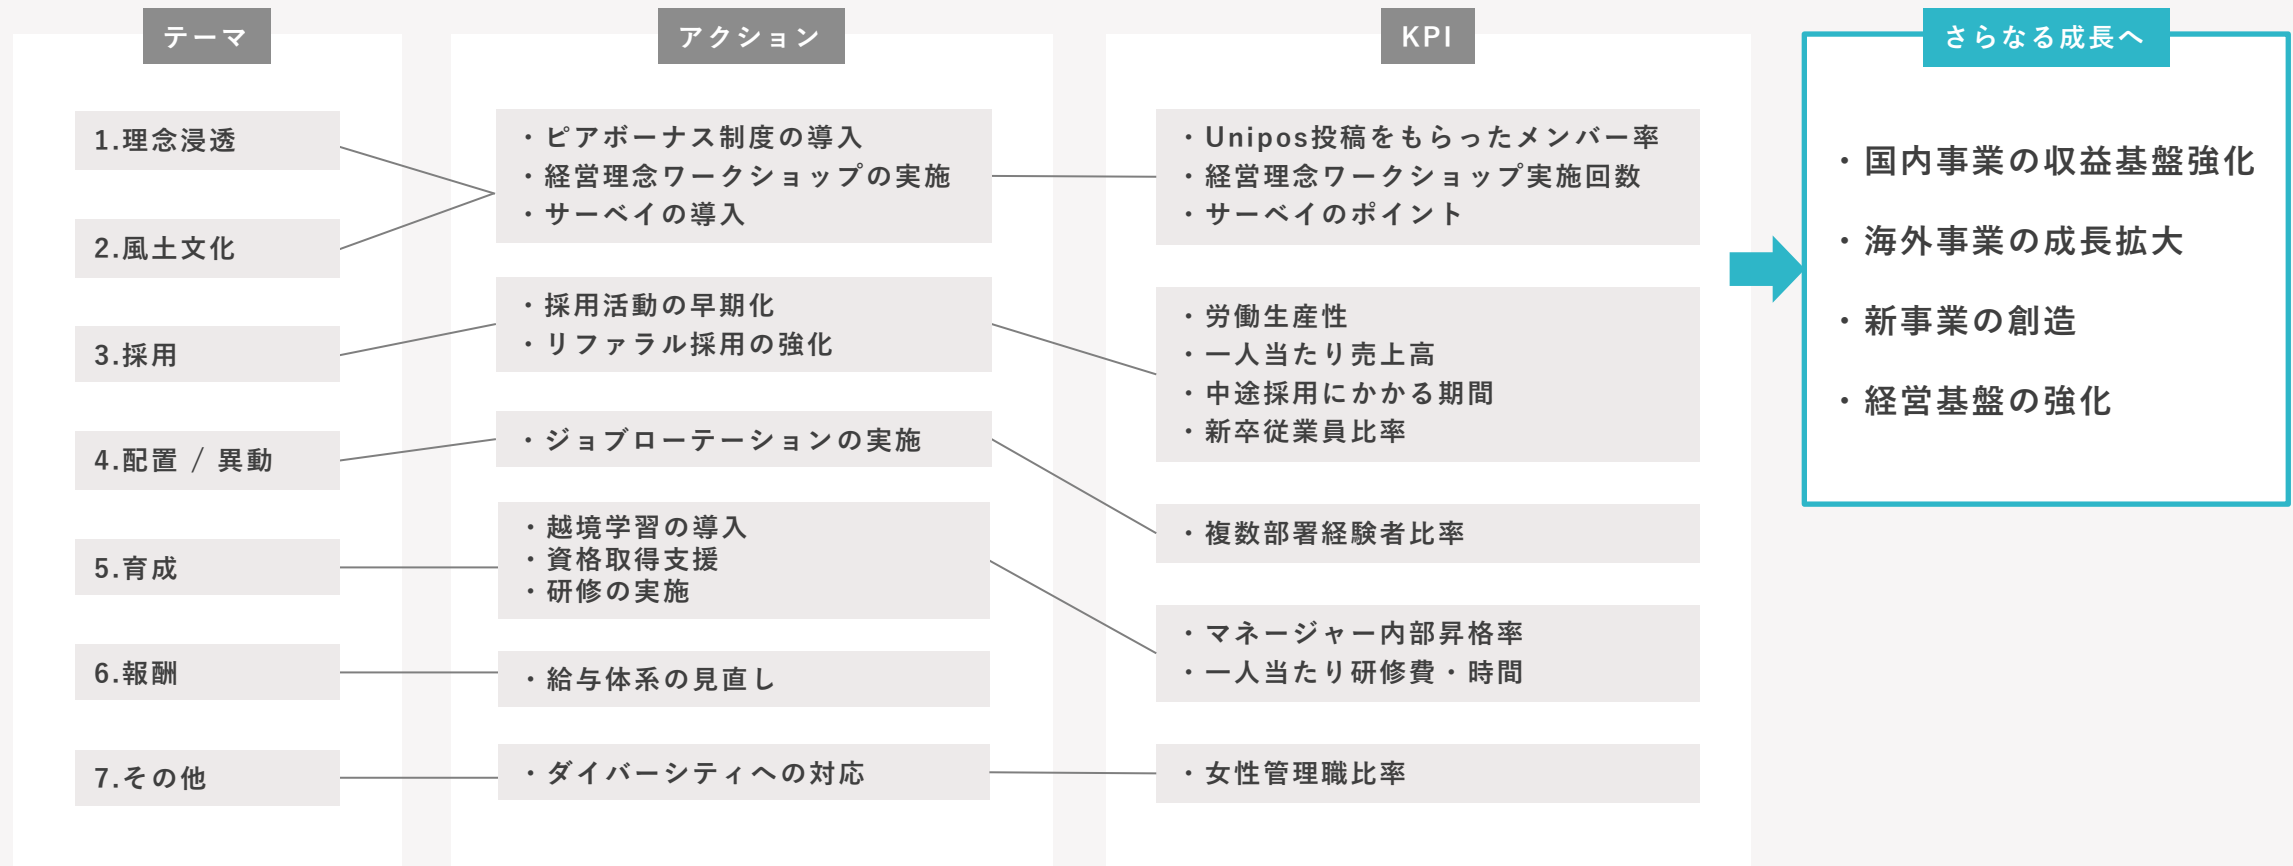 テーマ
1.理念浸透
2.風土文化
3.採用
4.配置 / 異動
5.育成
6.報酬
7.その他
アクション
・ピアボーナス制度の導入
・経営理念ワークショップの実施
・サーベイの導入
・採用活動の早期化
・リファラル採用の強化
・ジョブローテーションの実施
・越境学習の導入
・資格取得支援
・研修の実施
・給与体系の見直し
・ダイバーシティへの対応
KPI
・Unipos投稿をもらったメンバー率
・経営理念ワークショップ実施回数
・サーベイのポイント
・労働生産性
・一人当たり売上高
・中途採用にかかる期間
・新卒従業員比率
・複数部署経験者比率
・マネージャー内部昇格率
・一人当たり研修費・時間
・女性管理職比率
さらなる成長へ
・国内事業の収益基盤強化
・海外事業の成長拡大
・新事業の創造
・経営基盤の強化